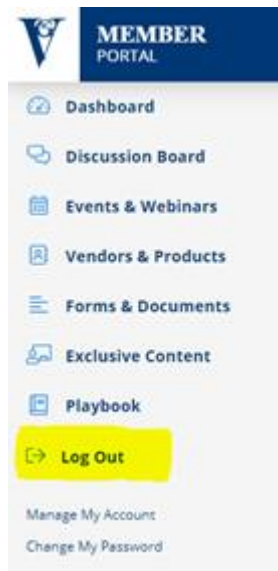 V
MEMBER
PORTAL
Dashboard
Discussion Board
Events & Webinars
Vendors & Products
Forms & Documents
Exclusive Content
Playbook
Log Out
Manage My Account
Change My Password